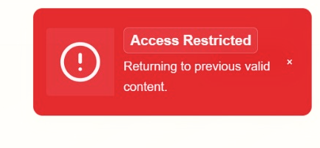 Access Restricted
Returning to previous valid
content.
×